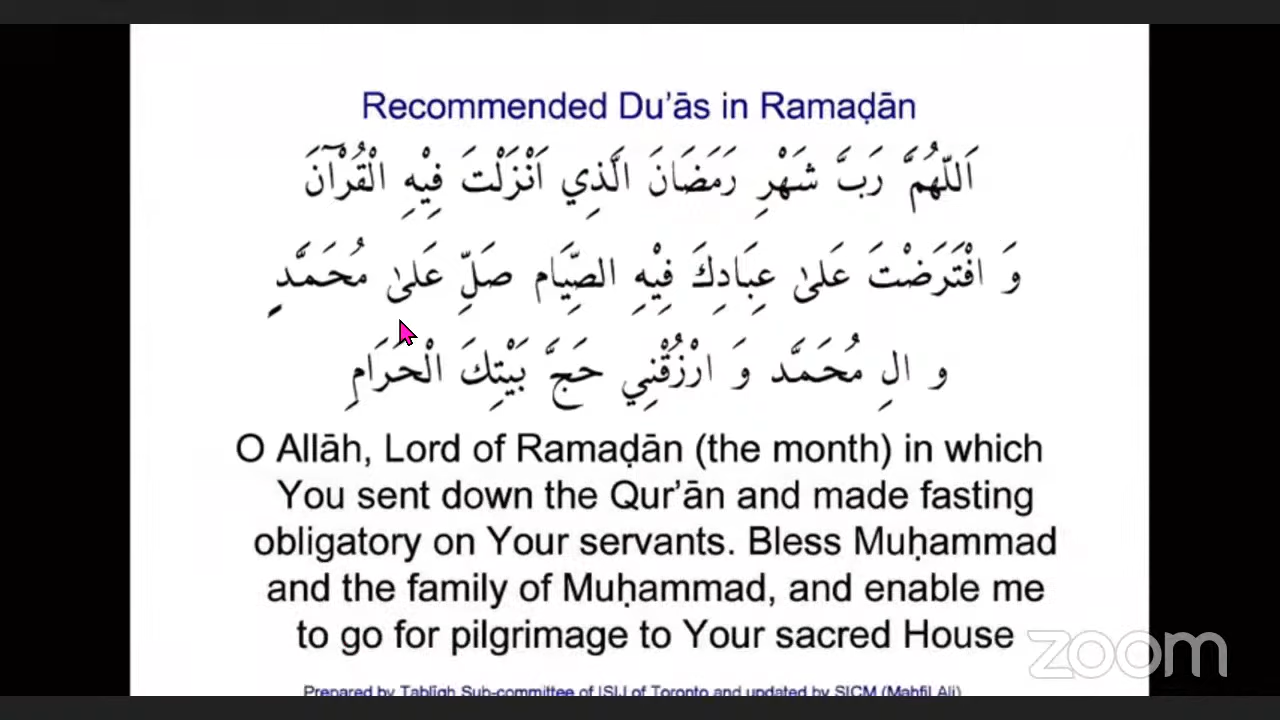 Recommended Du’ās in Ramaḍān
اَللّٰهُمَّ رَبَّ شَهْرِ رَمَضَانَ الَّذِي اَنْزَلْتَ فِيْهِ الْقُرْآنَ
وَ افْتَرَضْتَ عَلىٰ عِبَادِكَ فِيْهِ الصِّيَام صَلِّ عَلىٰ مُحَمَّدٍ
و الِ مُحَمَّد وَ ارْزُقْنِي حَجَّ بَيْتِكَ الْحَرَامِ
O Allāh, Lord of Ramaḍān (the month) in which
You sent down the Qur’ān and made fasting
obligatory on Your servants. Bless Muḥammad
and the family of Muḥammad, and enable me
to go for pilgrimage to Your sacred House
zoom
Prepared by Tablīgh Sub-committee of ISIJ of Toronto and updated by SICM (Mahfil Ali)